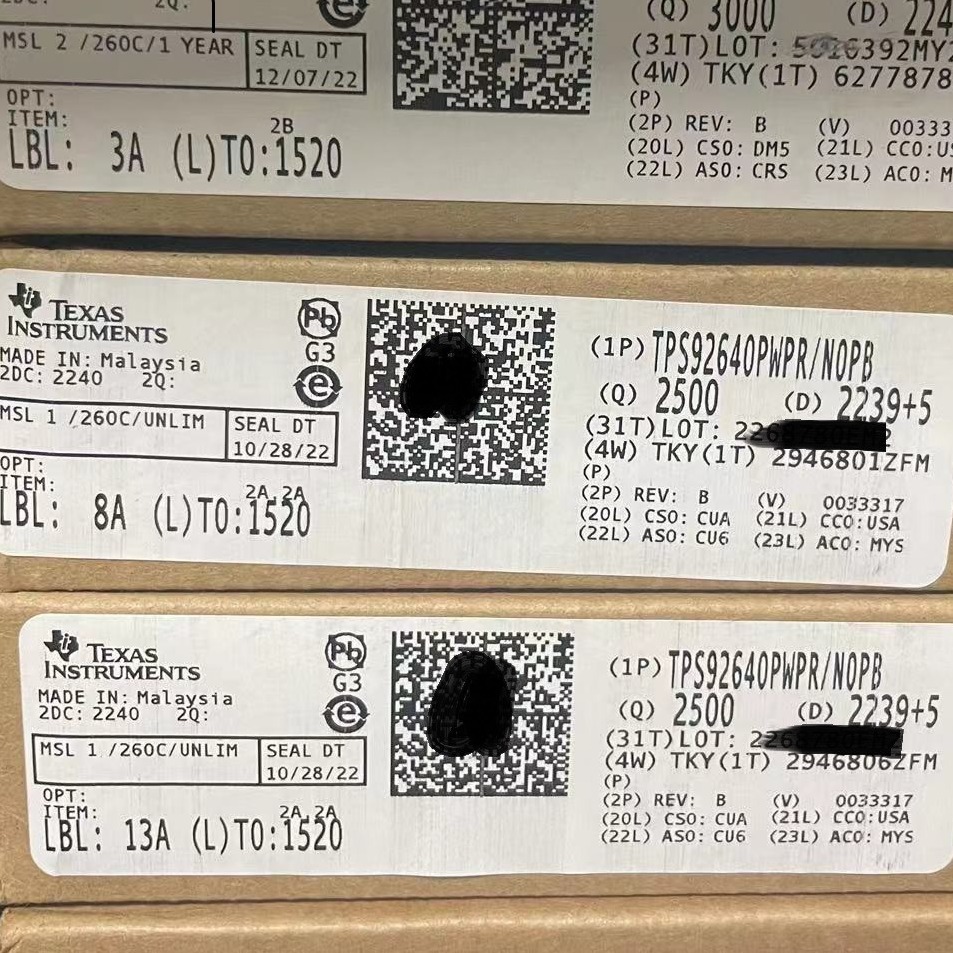 2Q:
(Q) 3000 (D) 224
MSL 2 /260C/1 YEAR
SEAL DT
12/07/22
(31T)LOT: 6392MY
(4W) TKY(1T) 6277878
(P)
OPT:
ITEM:
2B
LBL: 3A (L)TO:1520
(2P) REV: B (V) 00333
(20L) CSO: DM5 (21L) CCO:US
(22L) ASO: CRS (23L) ACO: M
TEXAS
INSTRUMENTS
MADE IN: Malaysia
2DC: 2240 2Q:
Pb
G3
e
MSL 1 /260C/UNLIM
SEAL DT
10/28/22
OPT:
ITEM:
2A,2A
LBL: 8A (L)TO:1520
(1P) TPS92640PWPR/NOPB
(Q) 2500 (D) 2239+5
(31T)LOT: 226
(4W) TKY(1T) 2946801ZFM
(P)
(2P) REV: B (V) 0033317
(20L) CSO: CUA (21L) CCO:USA
(22L) ASO: CU6 (23L) ACO: MYS
TEXAS
INSTRUMENTS
MADE IN: Malaysia
2DC: 2240 2Q:
Pb
G3
e
MSL 1 /260C/UNLIM
SEAL DT
10/28/22
OPT:
ITEM:
2A,2A
LBL: 13A (L)TO:1520
(1P) TPS92640PWPR/NOPB
(Q) 2500 (D) 2239+5
(31T)LOT: 226
(4W) TKY(1T) 2946806ZFM
(P)
(2P) REV: B (V) 0033317
(20L) CSO: CUA (21L) CCO:USA
(22L) ASO: CU6 (23L) ACO: MYS